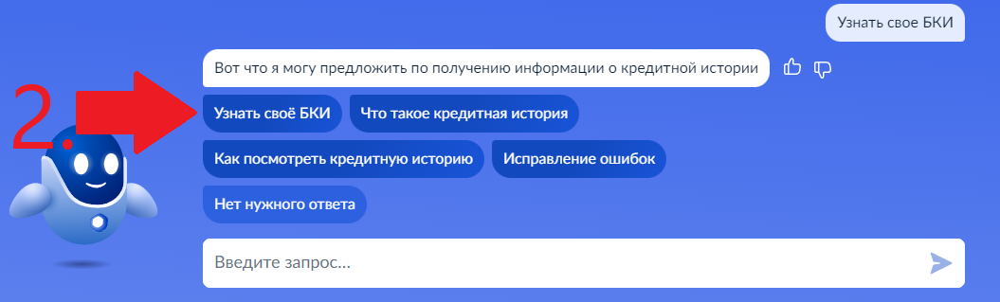 Узнать свое БКИ
Вот что я могу предложить по получению информации о кредитной истории
2.
Узнать своё БКИ
Что такое кредитная история
Как посмотреть кредитную историю
Исправление ошибок
Нет нужного ответа
Введите запрос...